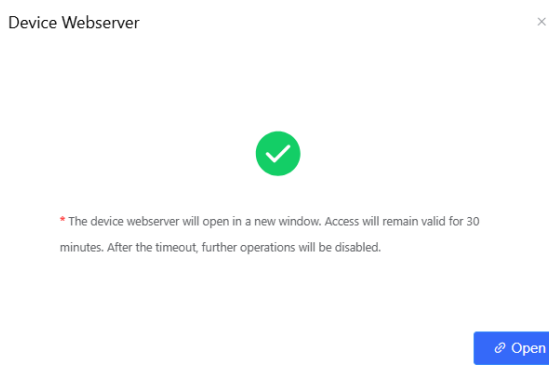 Device Webserver
* The device webserver will open in a new window. Access will remain valid for 30
minutes. After the timeout, further operations will be disabled.
Open